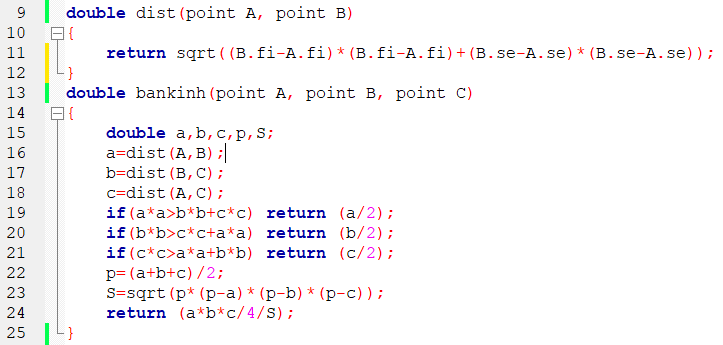 9 double dist(point A, point B)
10 {
11 return sqrt((B.fi-A.fi)*(B.fi-A.fi)+(B.se-A.se)*(B.se-A.se));
12 }
13 double bankinh(point A, point B, point C)
14 {
15 double a,b,c,p,S;
16 a=dist(A,B);
17 b=dist(B,C);
18 c=dist(A,C);
19 if(a*a>b*b+c*c) return (a/2);
20 if(b*b>c*c+a*a) return (b/2);
21 if(c*c>a*a+b*b) return (c/2);
22 p=(a+b+c)/2;
23 S=sqrt(p*(p-a)*(p-b)*(p-c));
24 return (a*b*c/4/S);
25 }